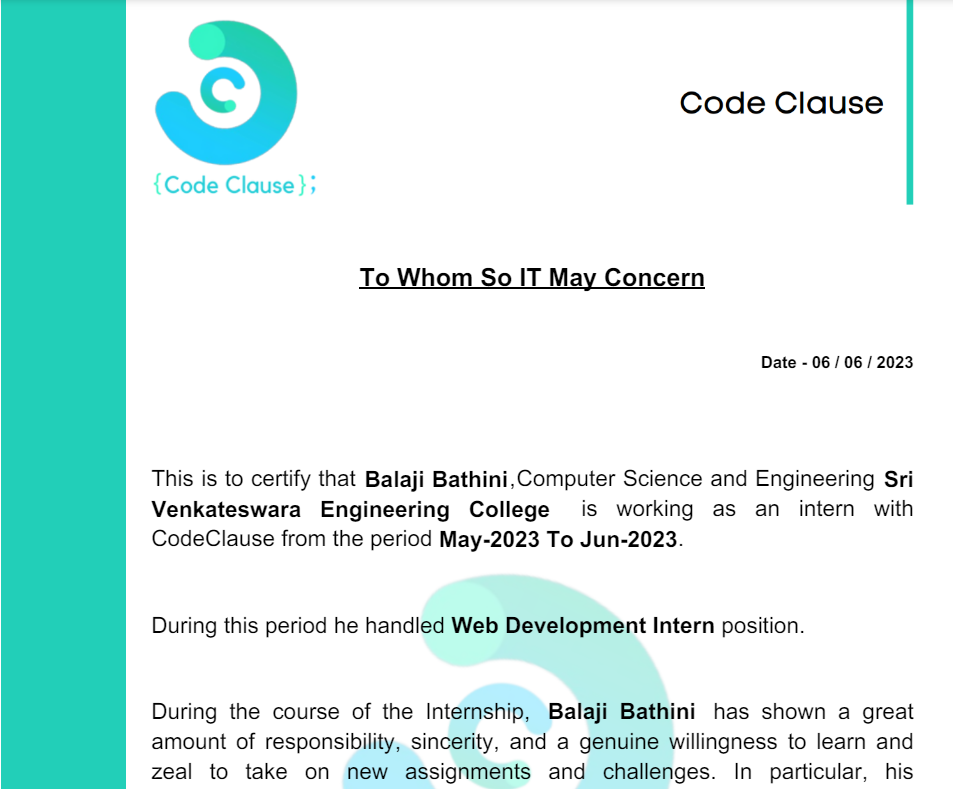 {Code Clause};
Code Clause
To Whom So IT May Concern
Date - 06 / 06 / 2023
This is to certify that Balaji Bathini,Computer Science and Engineering Sri
Venkateswara Engineering College is working as an intern with
CodeClause from the period May-2023 To Jun-2023.
During this period he handled Web Development Intern position.
During the course of the Internship, Balaji Bathini has shown a great
amount of responsibility, sincerity, and a genuine willingness to learn and
zeal to take on new assignments and challenges. In particular, his